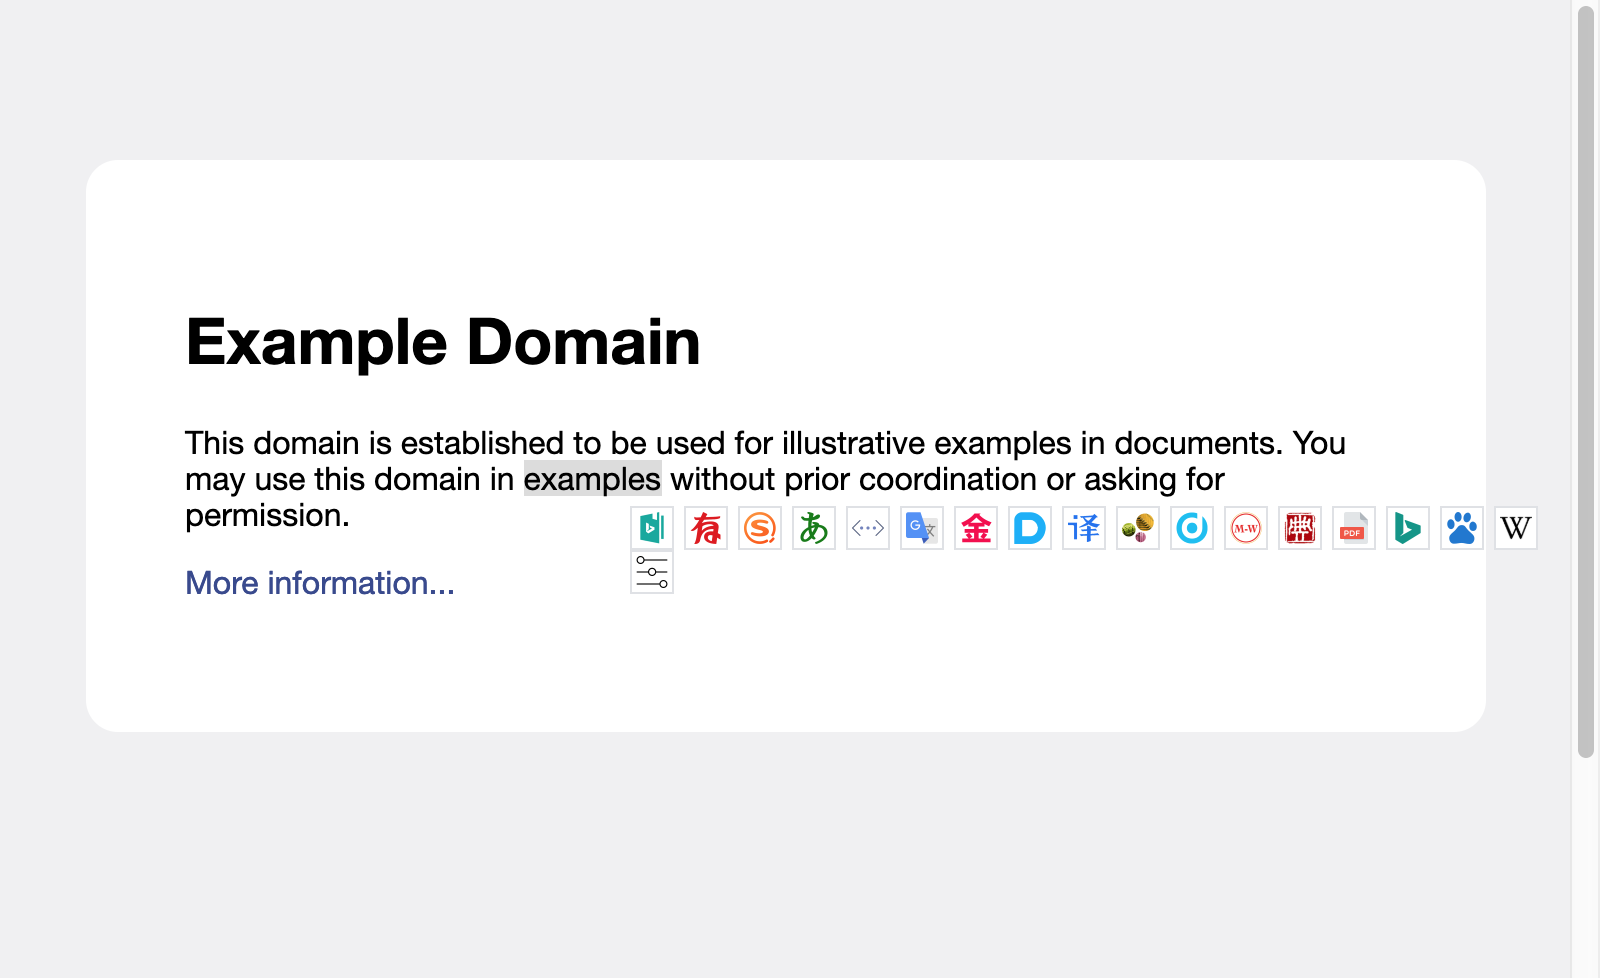 Example Domain
This domain is established to be used for illustrative examples in documents. You
may use this domain in examples without prior coordination or asking for
permission.
有 S あ <···> G 文 金 D 译 M-W 典 PDF W
More information...